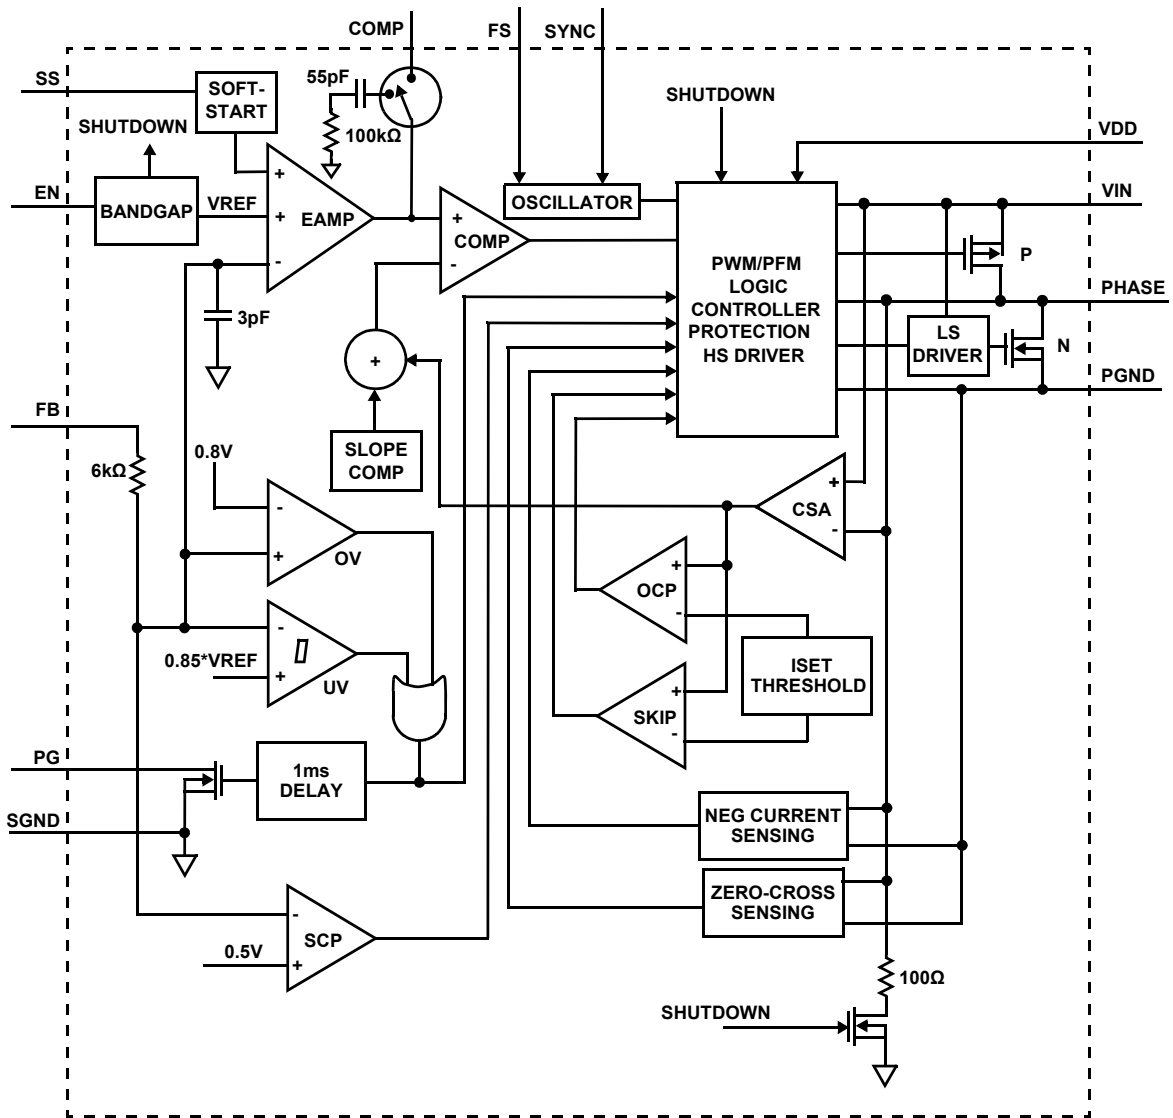 COMP
FS
SYNC
SS
SOFT-
START
55pF
100kΩ
SHUTDOWN
SHUTDOWN
VDD
EN
BANDGAP
VREF
+
+
-
EAMP
+
-
COMP
OSCILLATOR
VIN
PWM/PFM
LOGIC
CONTROLLER
PROTECTION
HS DRIVER
P
PHASE
3pF
+
LS
DRIVER
N
PGND
FB
6kΩ
0.8V
SLOPE
COMP
-
+
OV
+
-
CSA
+
-
OCP
-
+
UV
0.85*VREF
ISET
THRESHOLD
+
-
SKIP
PG
1ms
DELAY
SGND
NEG CURRENT
SENSING
ZERO-CROSS
SENSING
-
+
SCP
0.5V
100Ω
SHUTDOWN